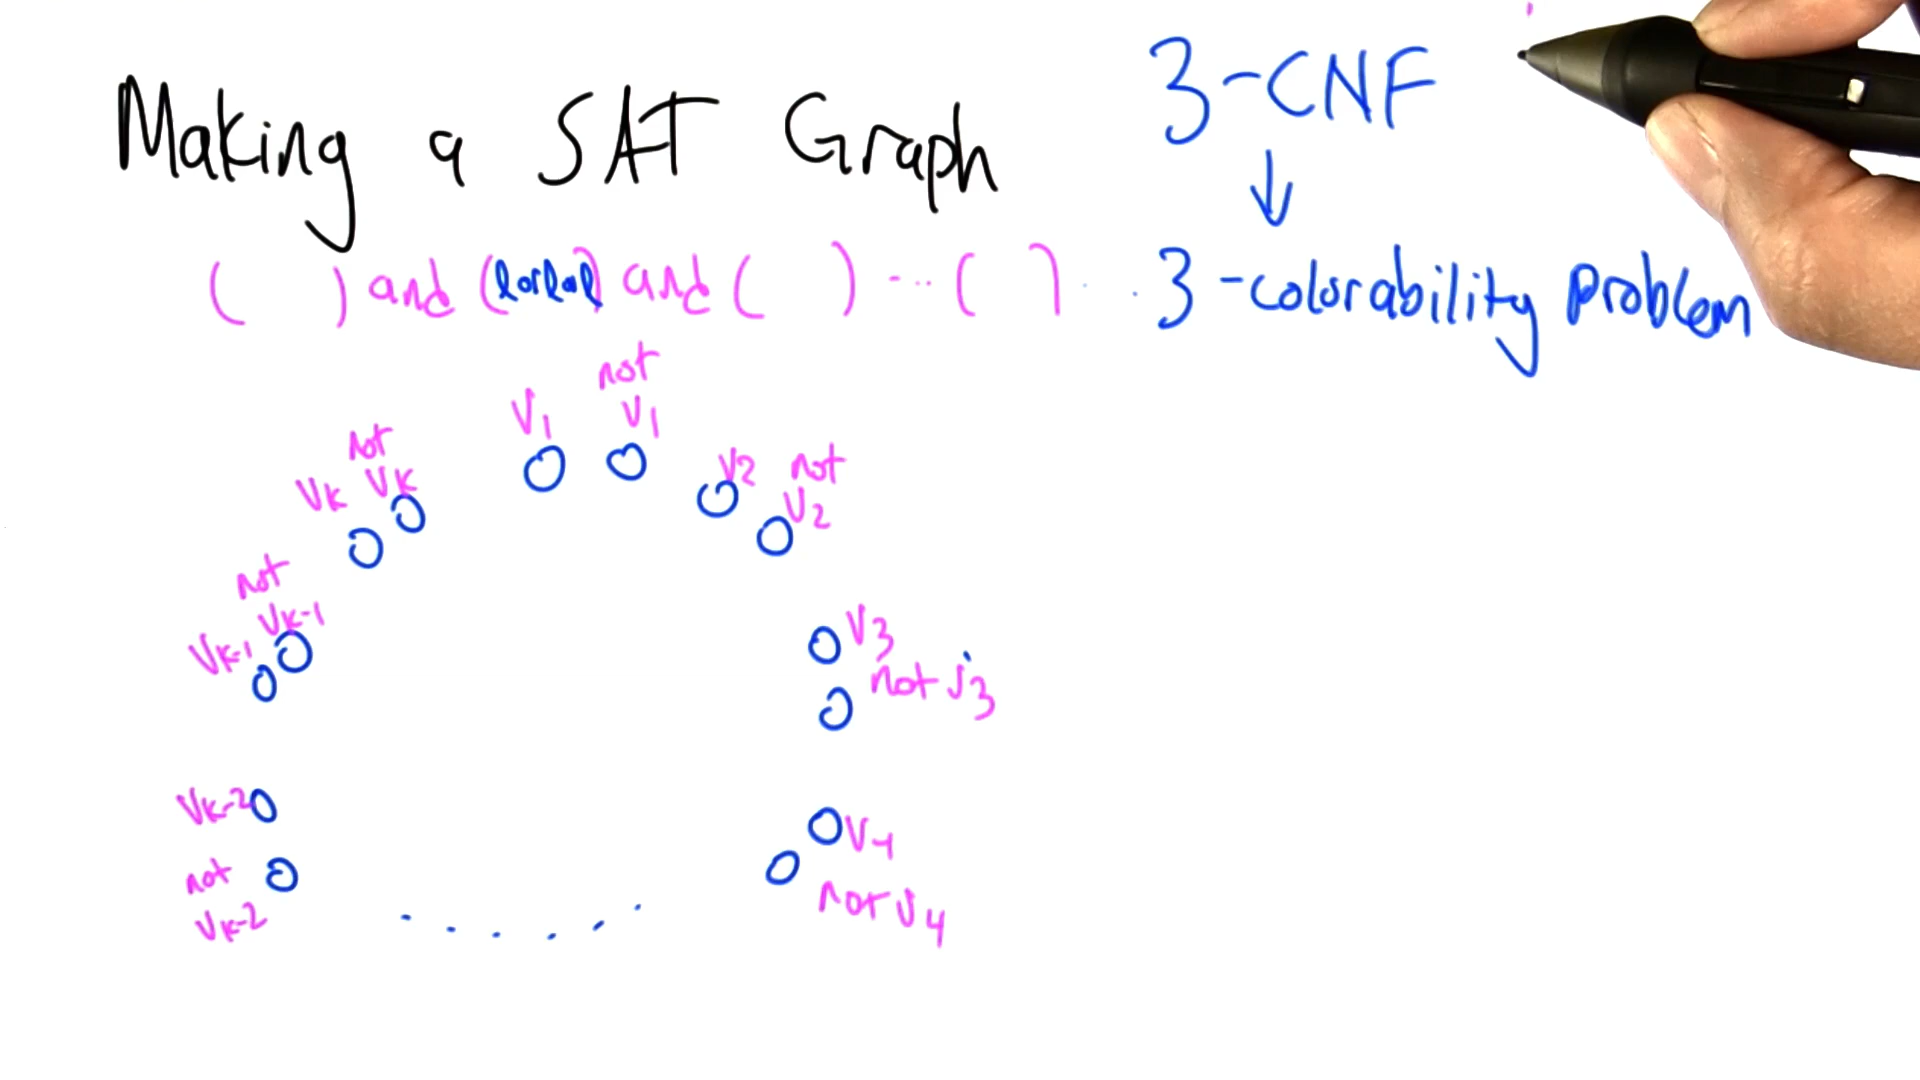 Making a SAT Graph
3-CNF
↓
3-colorability problem
( ) and (lorlorl) and ( ) ... ( )
V1
not V1
V2
not V2
V3
not V3
V4
not V4
VK-2
not VK-2
VK-1
not VK-1
VK
not VK